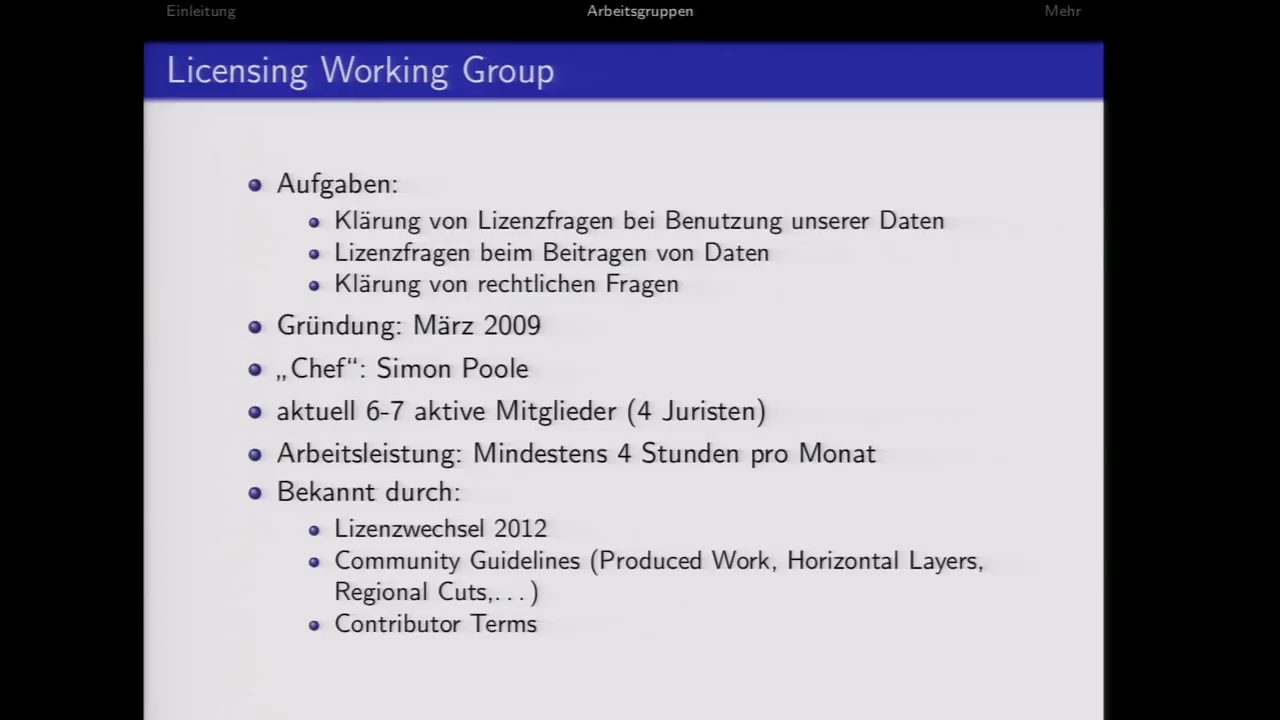 Einleitung Arbeitsgruppen Mehr
Licensing Working Group
Aufgaben:
Klärung von Lizenzfragen bei Benutzung unserer Daten
Lizenzfragen beim Beitragen von Daten
Klärung von rechtlichen Fragen
Gründung: März 2009
„Chef“: Simon Poole
aktuell 6-7 aktive Mitglieder (4 Juristen)
Arbeitsleistung: Mindestens 4 Stunden pro Monat
Bekannt durch:
Lizenzwechsel 2012
Community Guidelines (Produced Work, Horizontal Layers,
Regional Cuts,...)
Contributor Terms